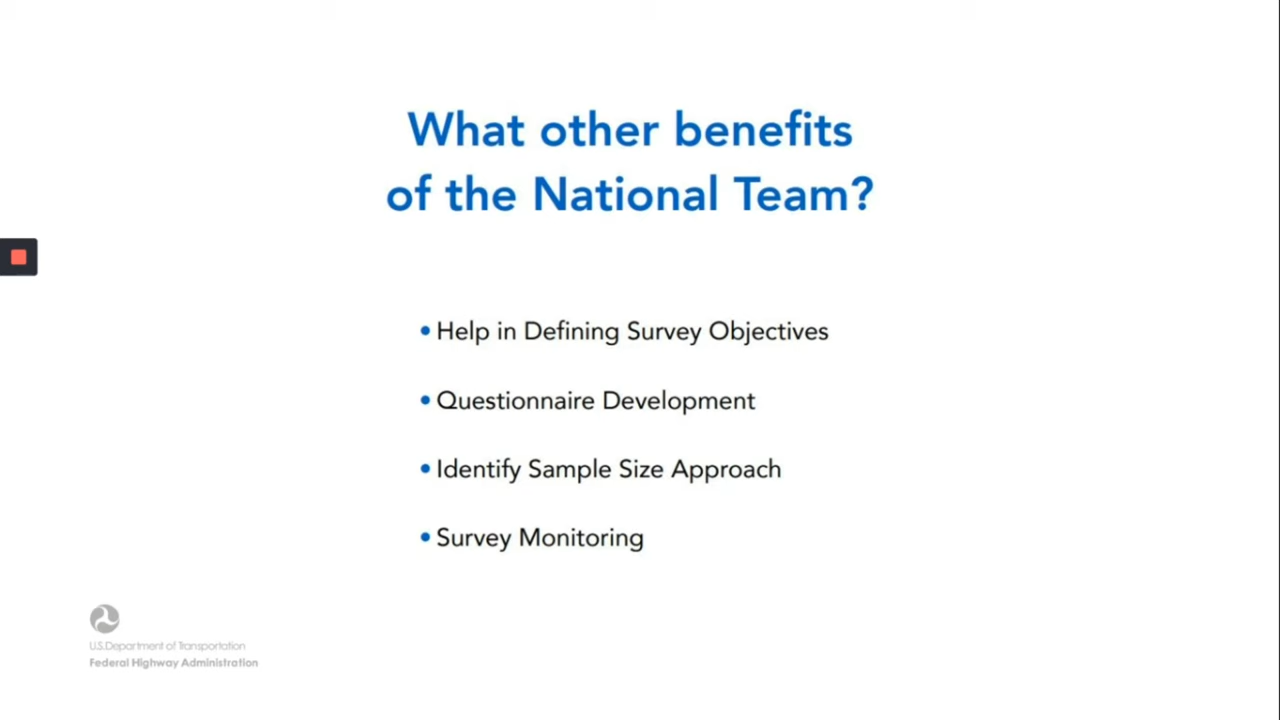 What other benefits
of the National Team?
• Help in Defining Survey Objectives
• Questionnaire Development
• Identify Sample Size Approach
• Survey Monitoring
U.S.Department of Transportation
Federal Highway Administration